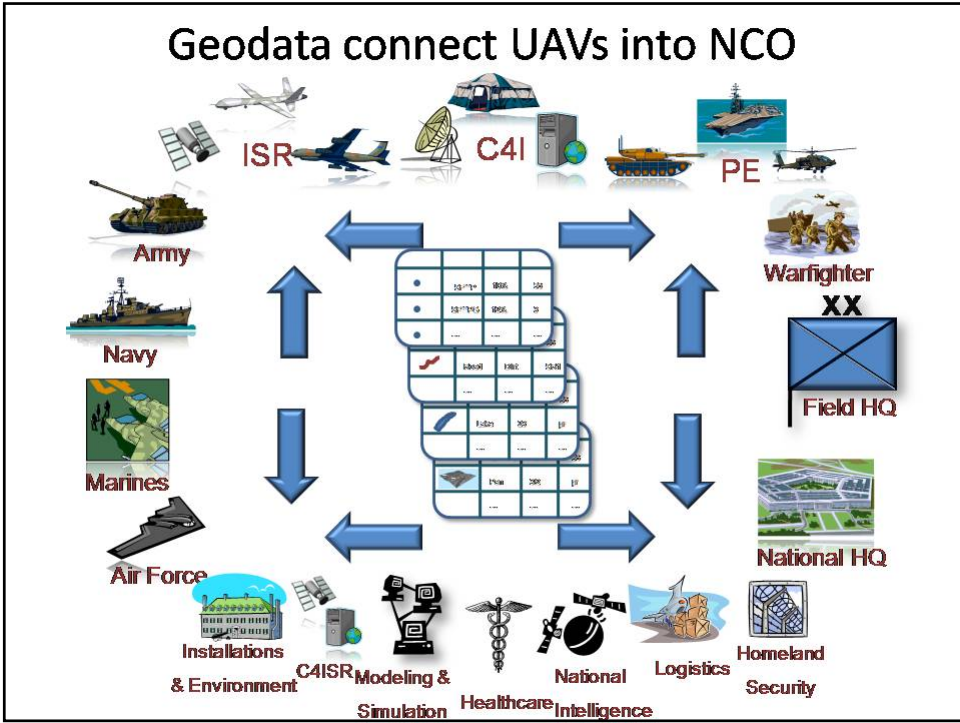 Geodata connect UAVs into NCO
ISR
C4I
PE
Army
Warfighter
XX
Navy
Field HQ
Marines
National HQ
Air Force
Installations
& Environment
C4ISR
Modeling &
Simulation
Healthcare
National
Intelligence
Logistics
Homeland
Security